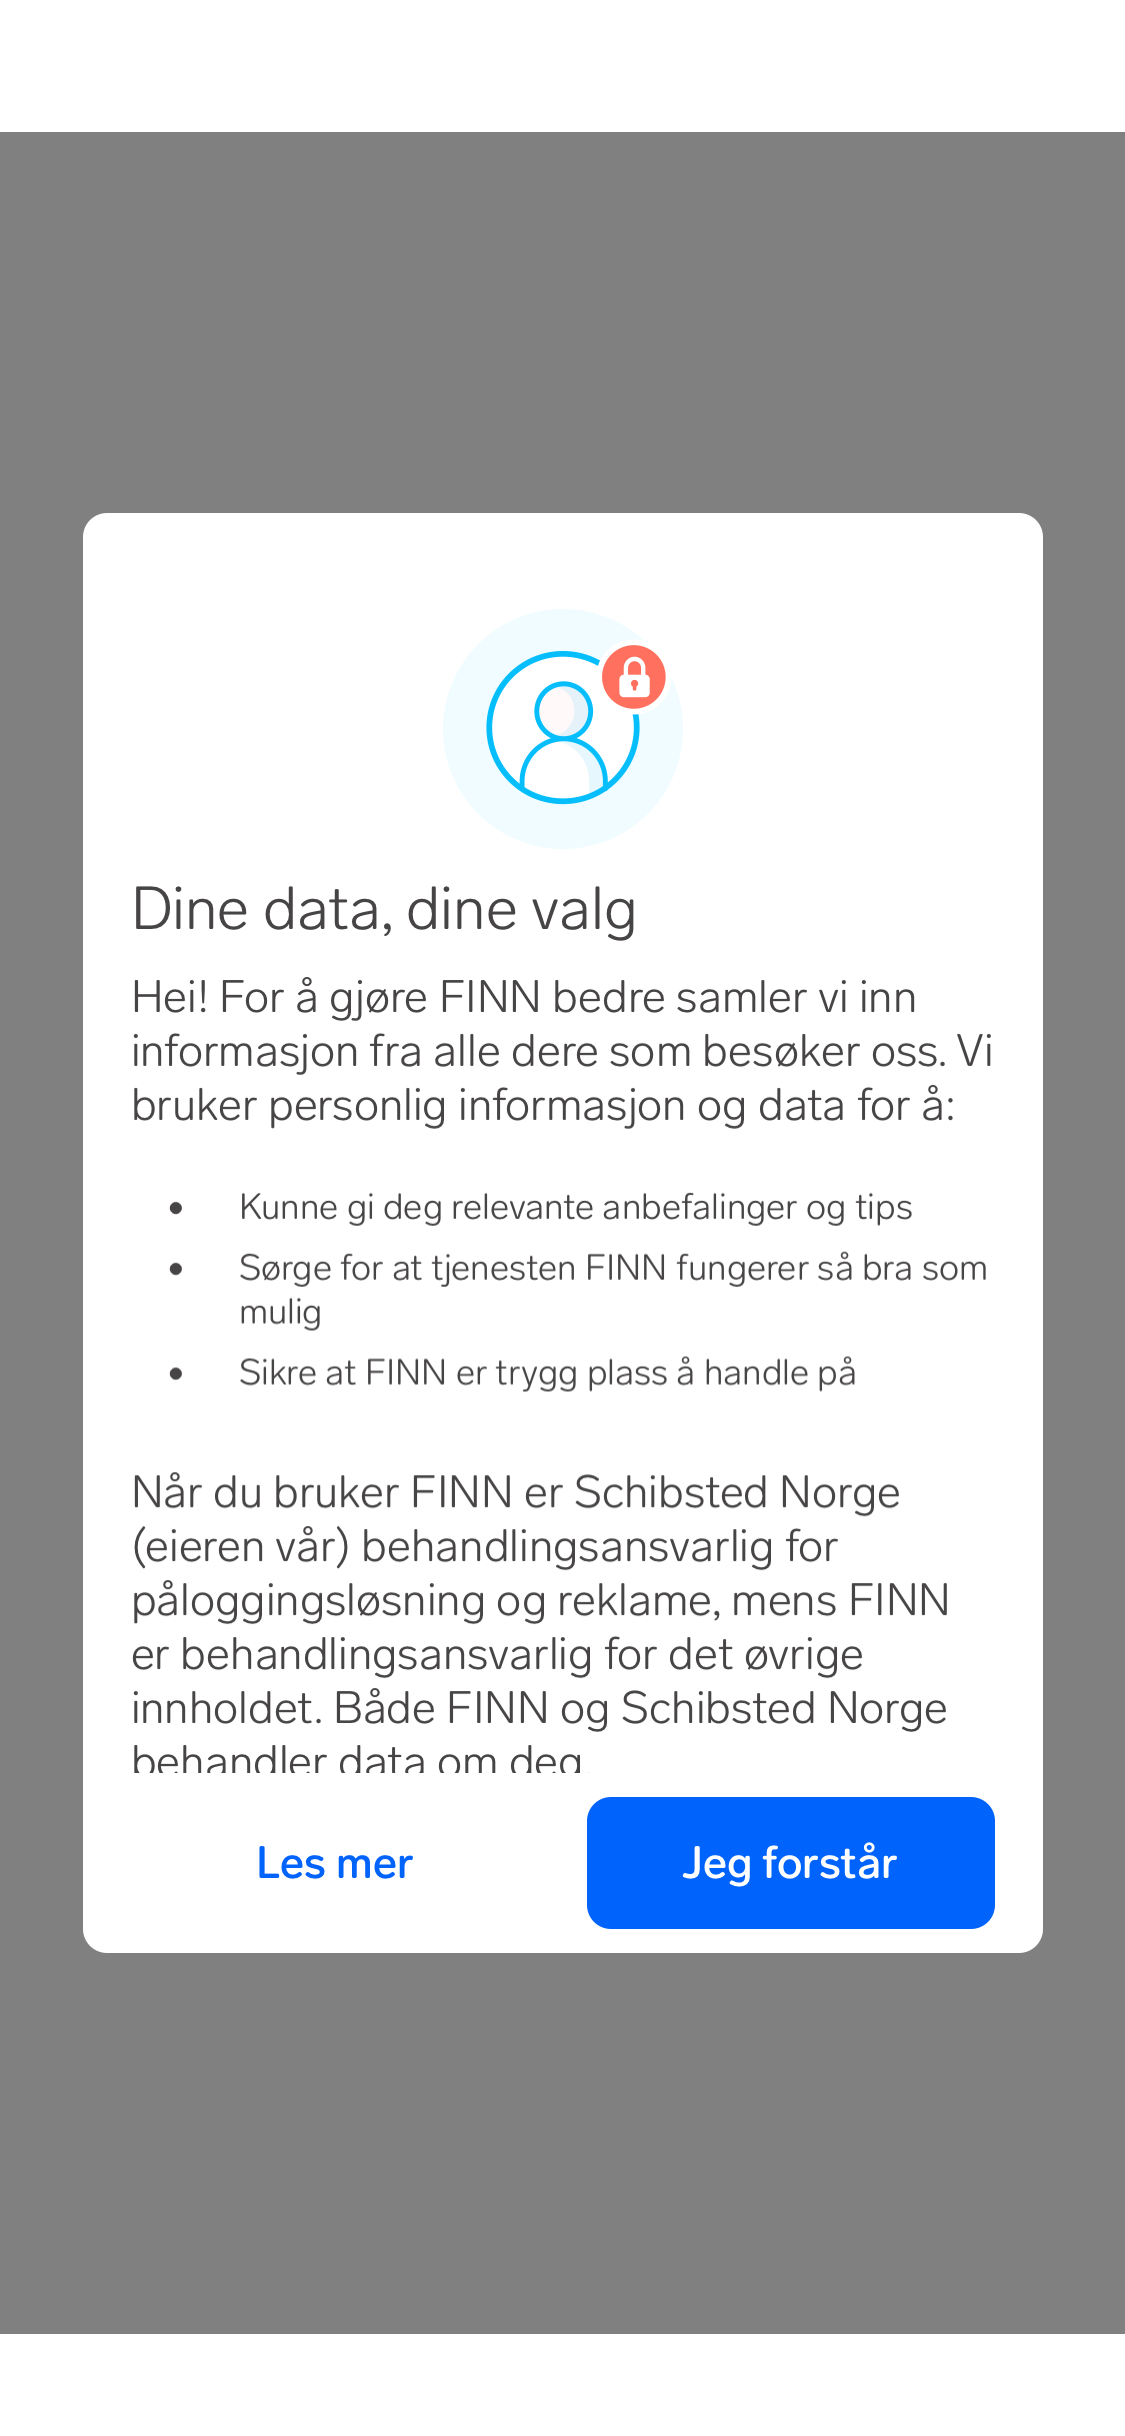 Dine data, dine valg
Hei! For å gjøre FINN bedre samler vi inn
informasjon fra alle dere som besøker oss. Vi
bruker personlig informasjon og data for å:
• Kunne gi deg relevante anbefalinger og tips
• Sørge for at tjenesten FINN fungerer så bra som
mulig
• Sikre at FINN er trygg plass å handle på
Når du bruker FINN er Schibsted Norge
(eieren vår) behandlingsansvarlig for
påloggingsløsning og reklame, mens FINN
er behandlingsansvarlig for det øvrige
innholdet. Både FINN og Schibsted Norge
behandler data om deg.
Les mer
Jeg forstår